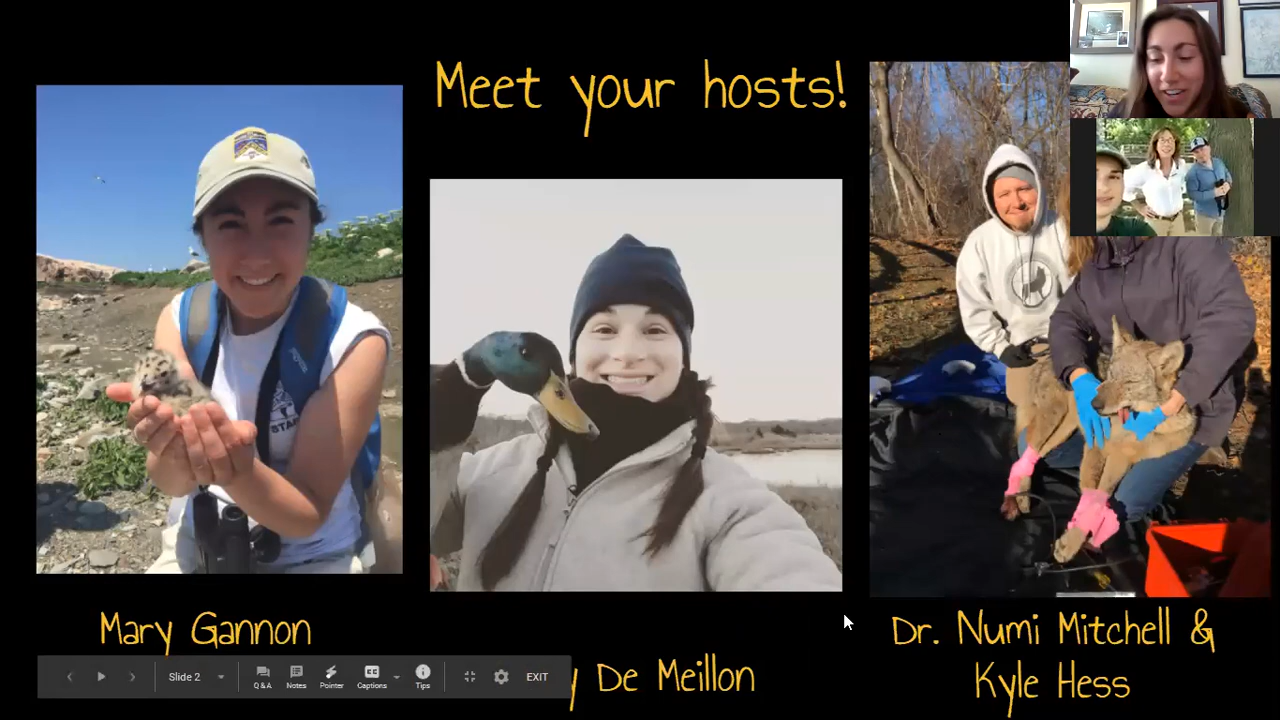 Meet your hosts!
Mary Gannon
De Meillon
Dr. Numi Mitchell &
Kyle Hess
Slide 2
Q&A
Notes
Pointer
Captions
Tips
EXIT